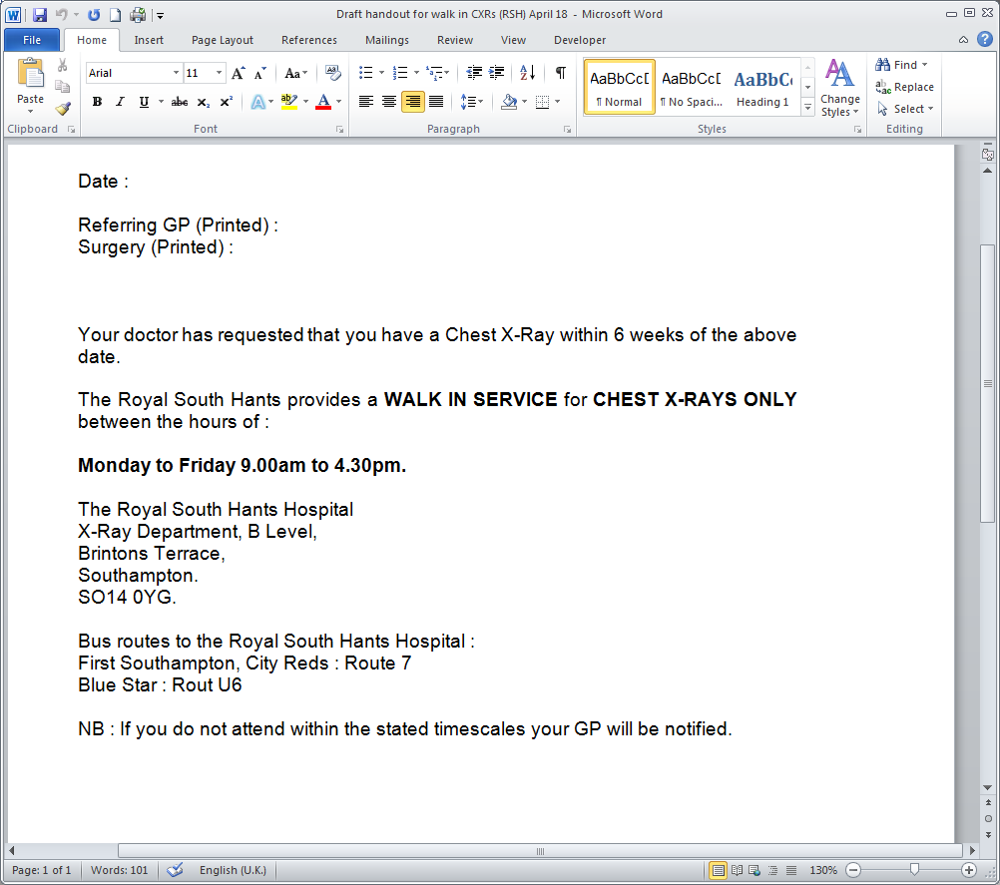 Draft handout for walk in CXRs (RSH) April 18 - Microsoft Word
File Home Insert Page Layout References Mailings Review View Developer
Paste
Arial 11
AaBbCcD AaBbCcD AaBbCc
¶ Normal ¶ No Spaci... Heading 1
Change Styles
Find
Replace
Select
Clipboard Font Paragraph Styles Editing
Date :
Referring GP (Printed) :
Surgery (Printed) :
Your doctor has requested that you have a Chest X-Ray within 6 weeks of the above
date.
The Royal South Hants provides a WALK IN SERVICE for CHEST X-RAYS ONLY
between the hours of :
Monday to Friday 9.00am to 4.30pm.
The Royal South Hants Hospital
X-Ray Department, B Level,
Brintons Terrace,
Southampton.
SO14 0YG.
Bus routes to the Royal South Hants Hospital :
First Southampton, City Reds : Route 7
Blue Star : Rout U6
NB : If you do not attend within the stated timescales your GP will be notified.
Page: 1 of 1 Words: 101 English (U.K.) 130%